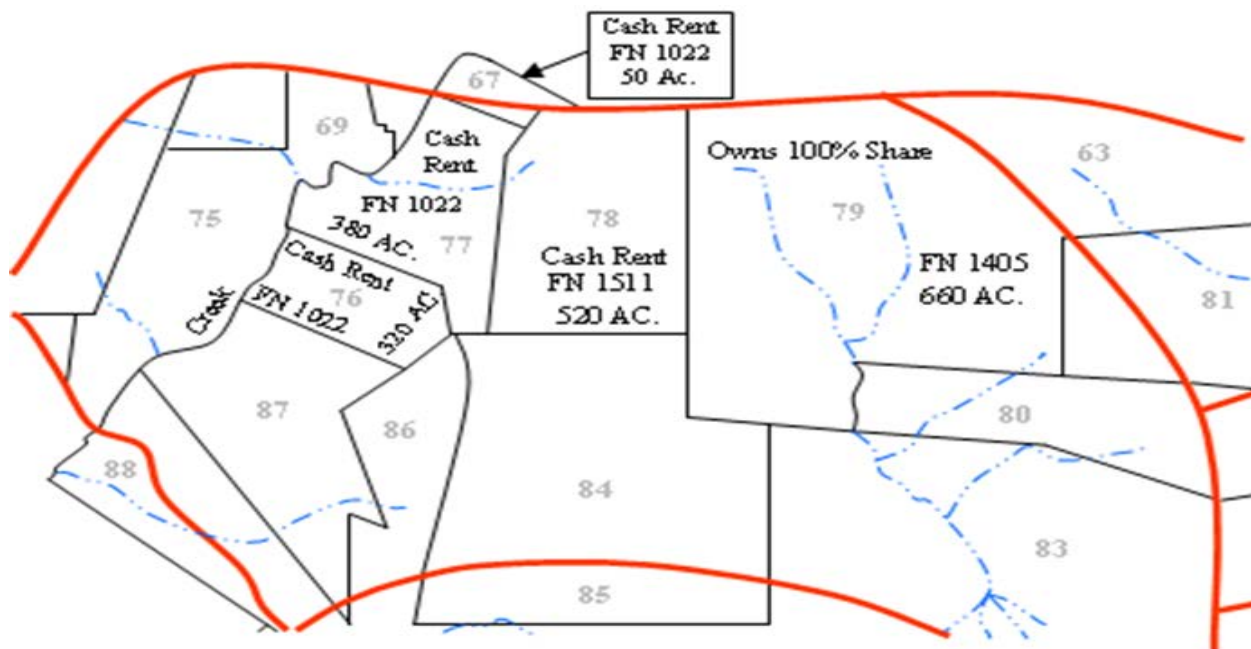 Cash Rent
FN 1022
50 Ac.
67
69
Cash
Rent
Owns 100% Share
63
FN 1022
380 AC.
75
77
78
79
Cash Rent
FN 1022
76
320 AC
Cash Rent
FN 1511
520 AC.
FN 1405
660 AC.
81
Creek
87
86
80
88
84
83
85